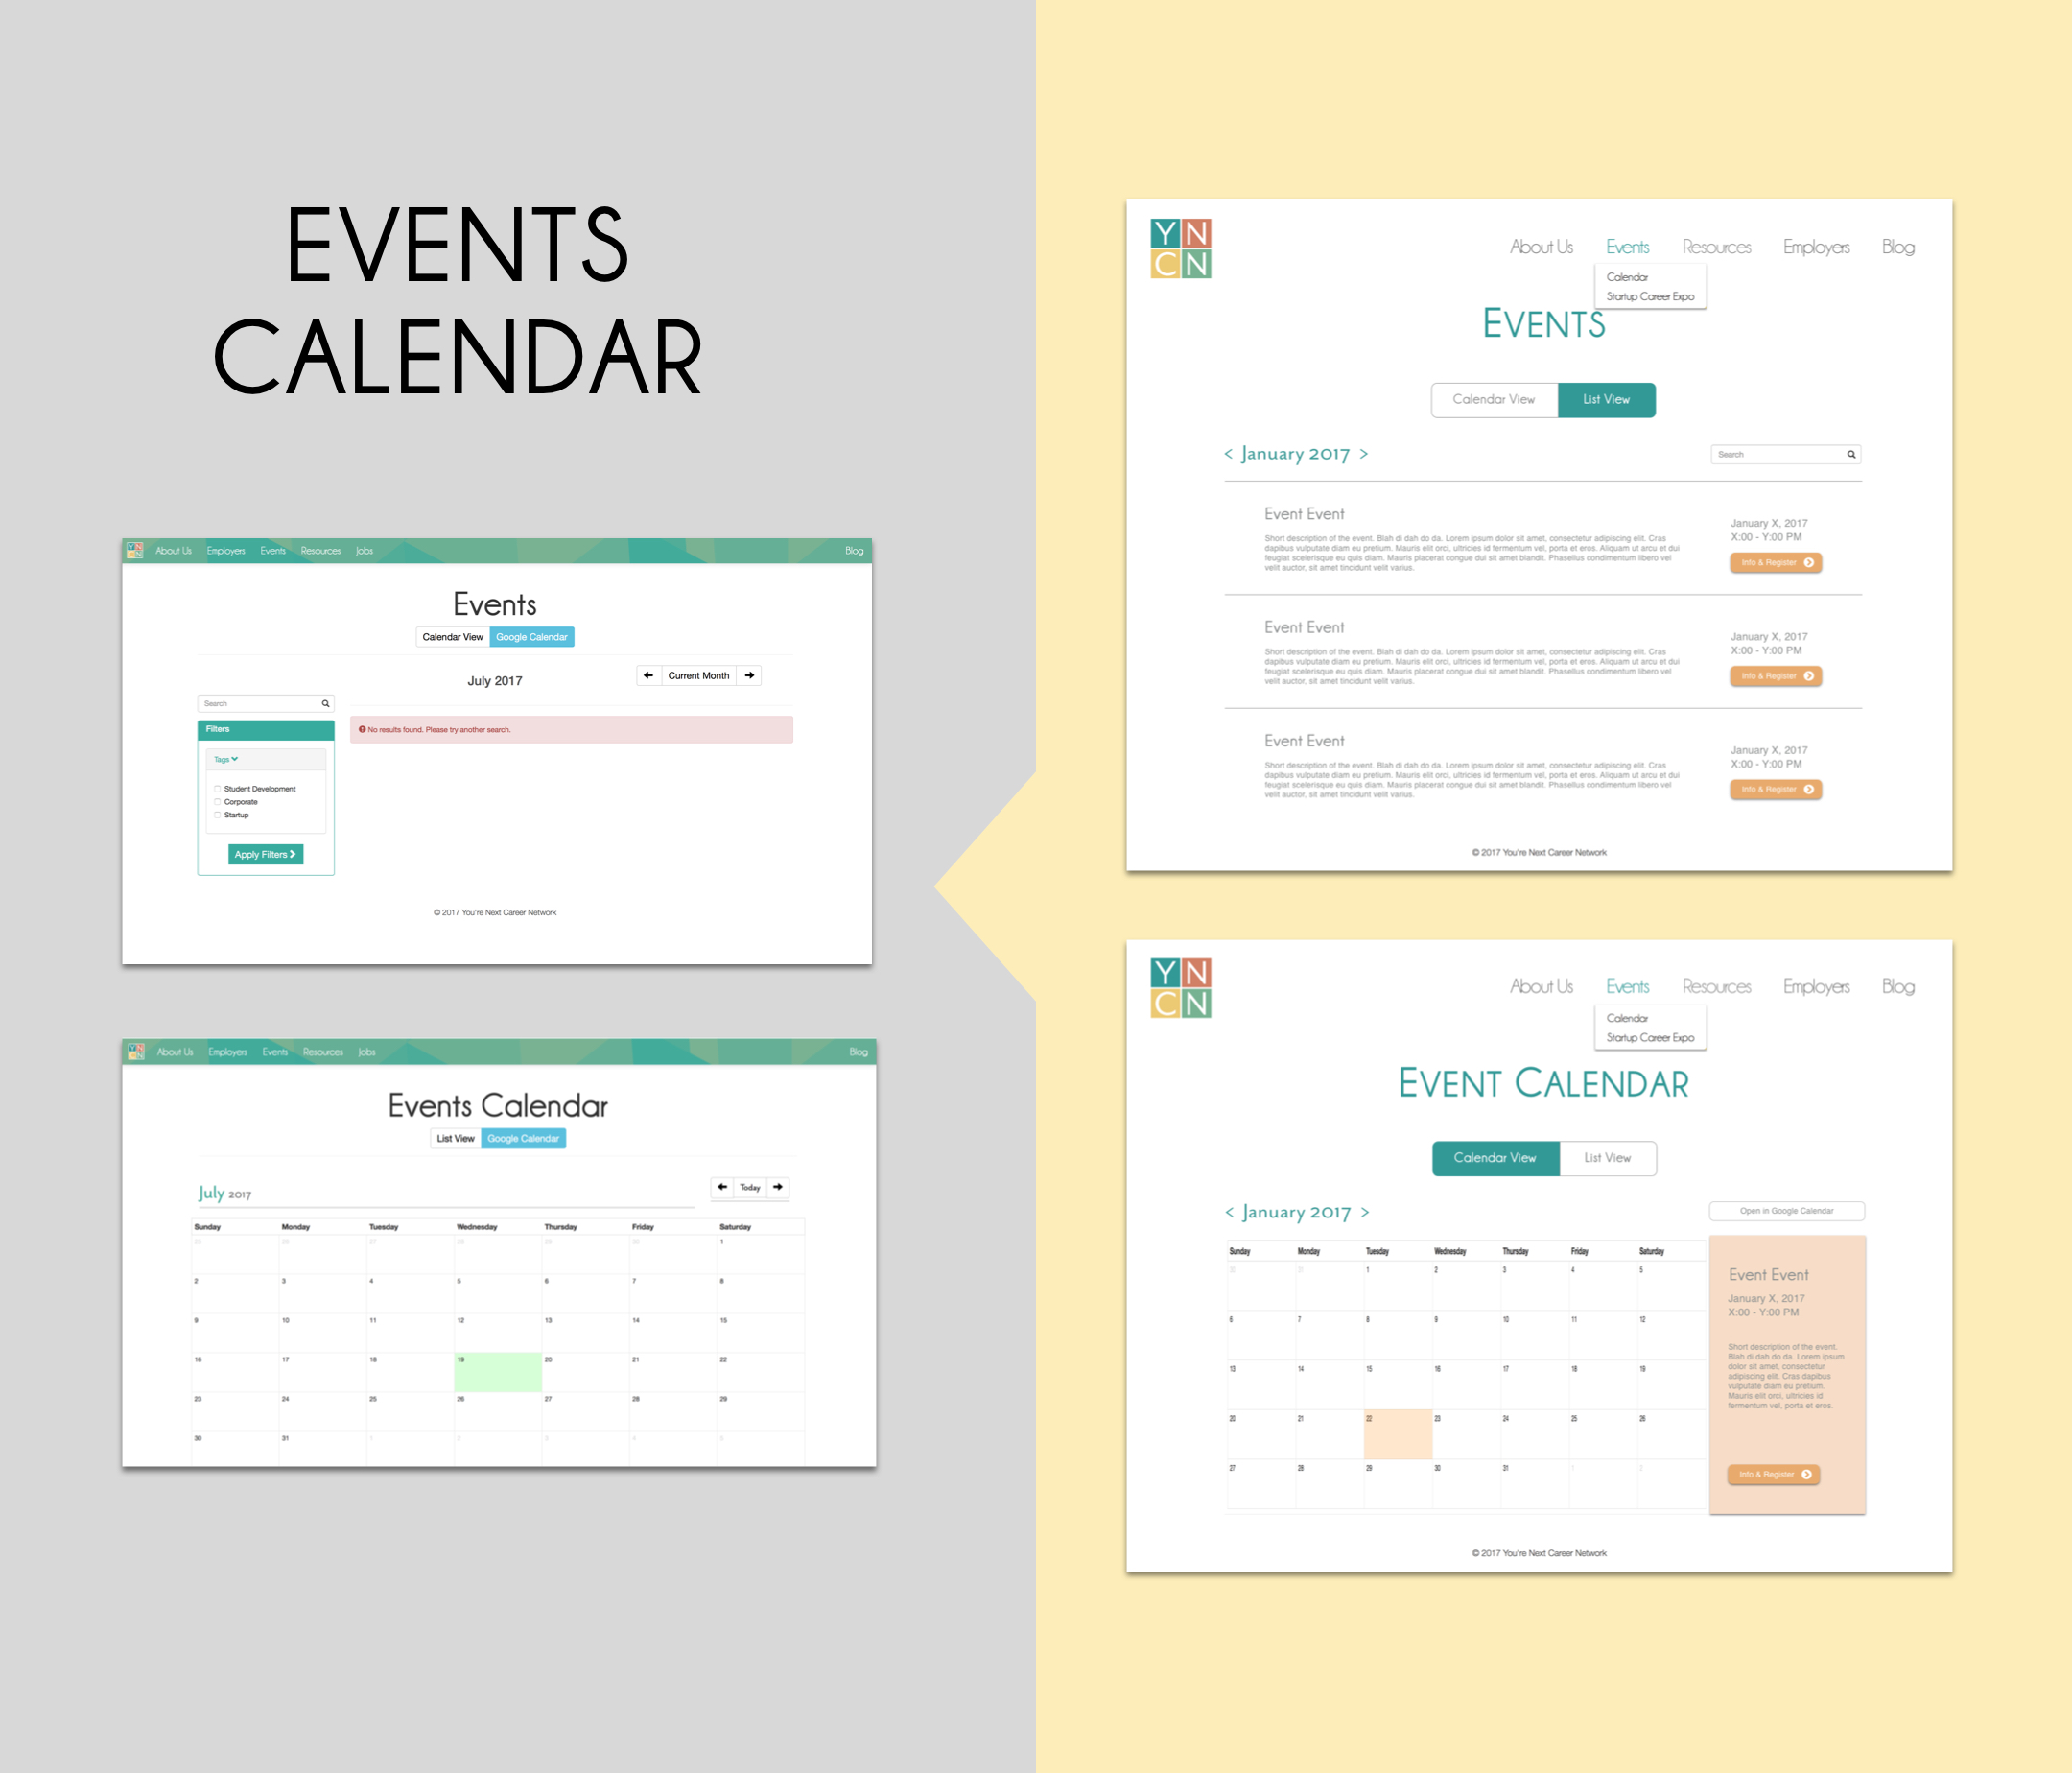 EVENTS
CALENDAR
YN
CN
About Us Employers Events Resources Jobs Blog
Events
Calendar View Google Calendar
July 2017
Current Month
Search
Filters
No results found. Please try another search.
Tags
Student Development
Corporate
Startup
Apply Filters
© 2017 You're Next Career Network
YN
CN
About Us Employers Events Resources Jobs Blog
Events Calendar
List View Google Calendar
July 2017
Today
Sunday Monday Tuesday Wednesday Thursday Friday Saturday
25 26 27 28 29 30 1
2 3 4 5 6 7 8
9 10 11 12 13 14 15
16 17 18 19 20 21 22
23 24 25 26 27 28 29
30 31 1 2 3 4 5
YN
CN
About Us Events Resources Employers Blog
Calendar
Startup Career Expo
EVENTS
Calendar View List View
< January 2017 >
Search
Event Event
Short description of the event. Blah di dah do da. Lorem ipsum dolor sit amet, consectetur adipiscing elit. Cras
dapibus vulputate diam eu pretium. Mauris elit orci, ultricies id fermentum vel, porta et eros. Aliquam ut arcu et dui
feugiat scelerisque eu quis diam. Mauris placerat congue dui sit amet blandit. Phasellus condimentum libero vel
velit auctor, sit amet tincidunt velit varius.
January X, 2017
X:00 - Y:00 PM
Info & Register
Event Event
Short description of the event. Blah di dah do da. Lorem ipsum dolor sit amet, consectetur adipiscing elit. Cras
dapibus vulputate diam eu pretium. Mauris elit orci, ultricies id fermentum vel, porta et eros. Aliquam ut arcu et dui
feugiat scelerisque eu quis diam. Mauris placerat congue dui sit amet blandit. Phasellus condimentum libero vel
velit auctor, sit amet tincidunt velit varius.
January X, 2017
X:00 - Y:00 PM
Info & Register
Event Event
Short description of the event. Blah di dah do da. Lorem ipsum dolor sit amet, consectetur adipiscing elit. Cras
dapibus vulputate diam eu pretium. Mauris elit orci, ultricies id fermentum vel, porta et eros. Aliquam ut arcu et dui
feugiat scelerisque eu quis diam. Mauris placerat congue dui sit amet blandit. Phasellus condimentum libero vel
velit auctor, sit amet tincidunt velit varius.
January X, 2017
X:00 - Y:00 PM
Info & Register
© 2017 You're Next Career Network
YN
CN
About Us Events Resources Employers Blog
Calendar
Startup Career Expo
EVENT CALENDAR
Calendar View List View
< January 2017 >
Open in Google Calendar
Sunday Monday Tuesday Wednesday Thursday Friday Saturday
1 2 3 4 5
6 7 8 9 10 11 12
13 14 15 16 17 18 19
20 21 22 23 24 25 26
27 28 29 30 31 1 2
Event Event
January X, 2017
X:00 - Y:00 PM
Short description of the event.
Blah di dah do da. Lorem ipsum
dolor sit amet, consectetur
adipiscing elit. Cras dapibus
vulputate diam eu pretium.
Mauris elit orci, ultricies id
fermentum vel, porta et eros.
Info & Register
© 2017 You're Next Career Network